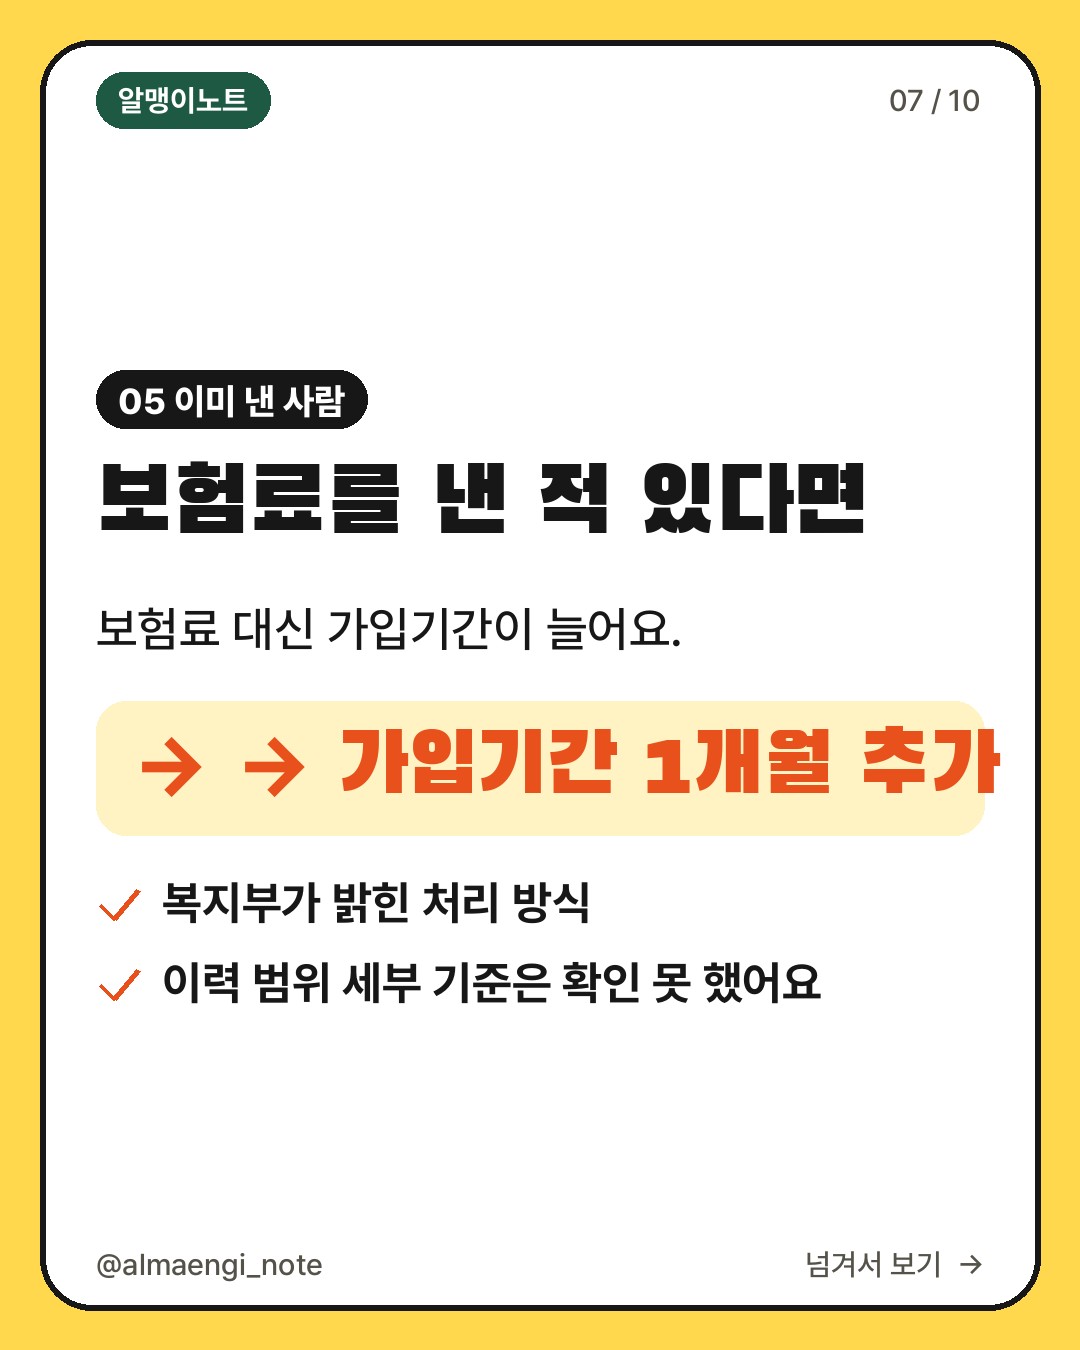 알맹이노트
07 / 10
05 이미 낸 사람
보험료를 낸 적 있다면
보험료 대신 가입기간이 늘어요.
→ → 가입기간 1개월 추가
✓ 복지부가 밝힌 처리 방식
✓ 이력 범위 세부 기준은 확인 못 했어요
@almaengi_note
넘겨서 보기 →